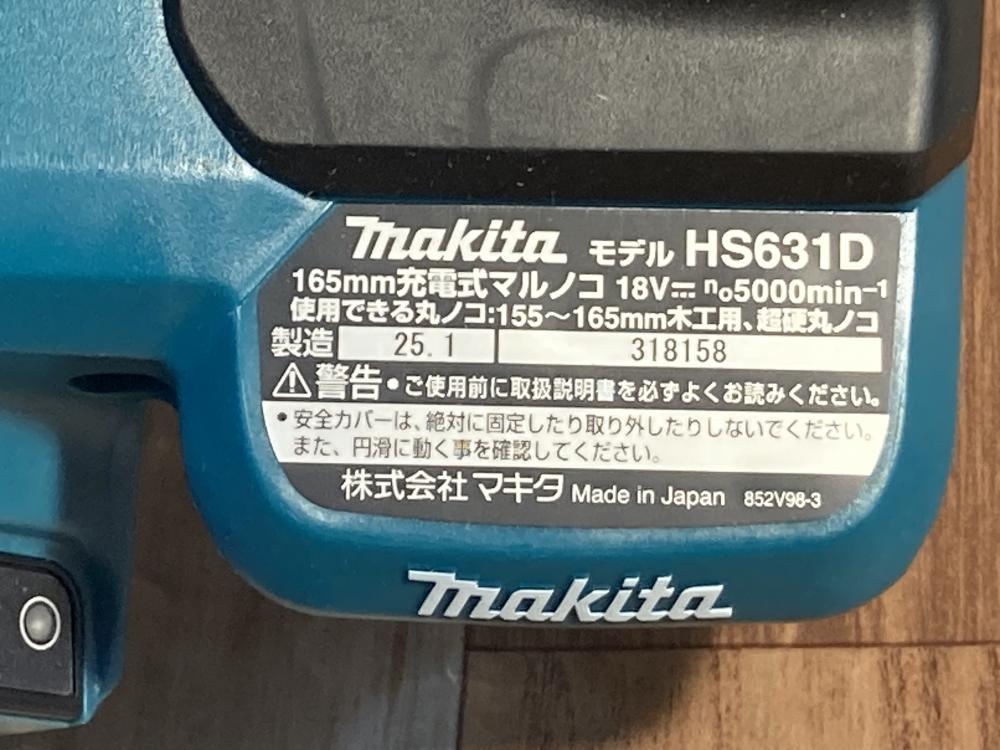 makita モデル HS631D
165mm充電式マルノコ 18V⎓ n₀5000min⁻¹
使用できる丸ノコ:155〜165mm木工用、超硬丸ノコ
製造 25.1 318158
⚠警告 •ご使用前に取扱説明書を必ずよくお読みください。
•安全カバーは、絶対に固定したり取り外したりしないでください。
また、円滑に動く事を確認してください。
株式会社マキタ Made in Japan 852V98-3
makita